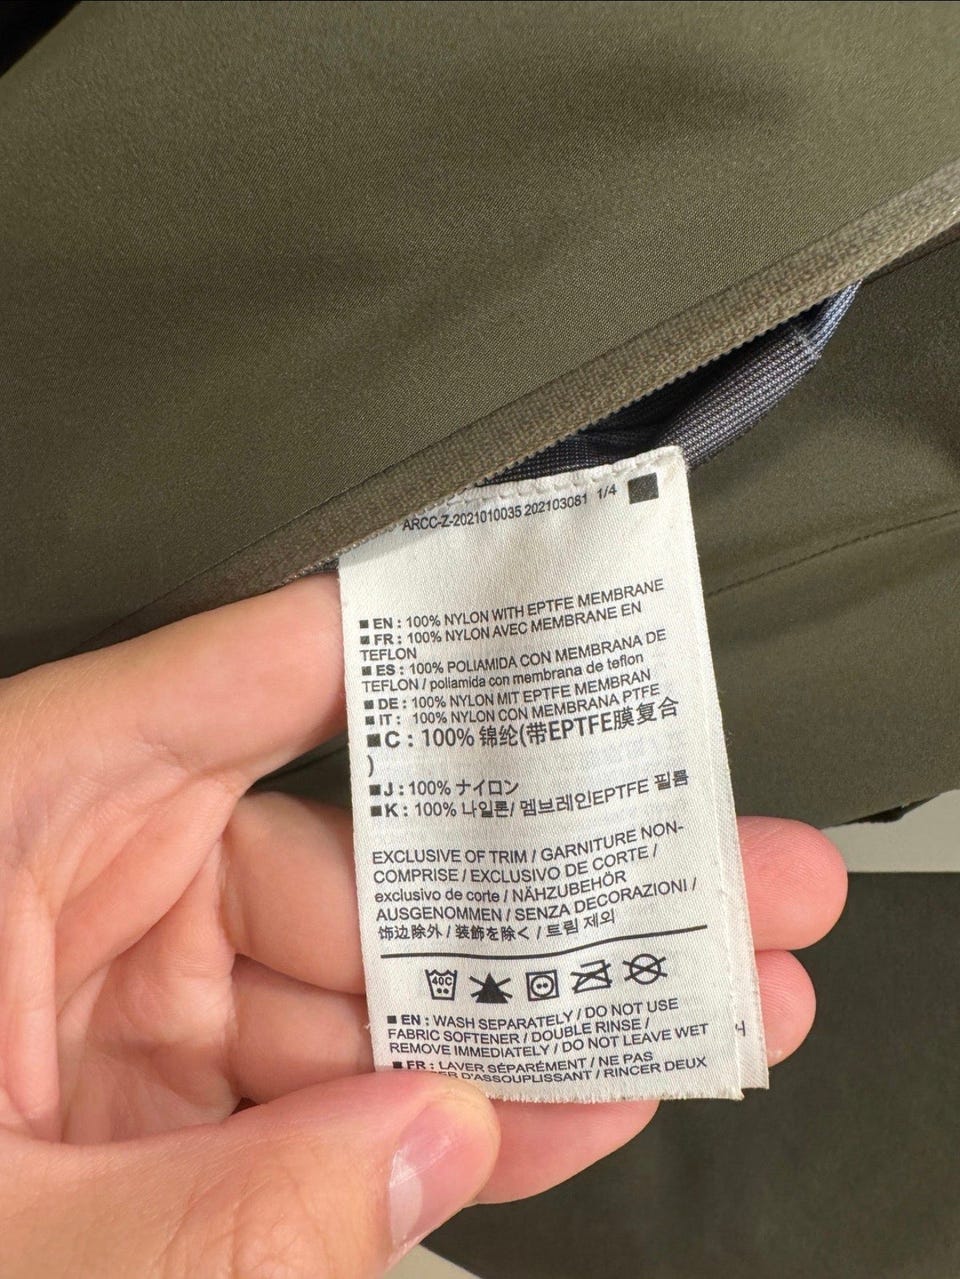 ARCC-Z-2021010035 202103081 1/4
EN : 100% NYLON WITH EPTFE MEMBRANE
FR : 100% NYLON AVEC MEMBRANE EN
TEFLON
ES : 100% POLIAMIDA CON MEMBRANA DE
TEFLON / poliamida con membrana de teflon
DE : 100% NYLON MIT EPTFE MEMBRAN
IT : 100% NYLON CON MEMBRANA PTFE
C : 100% 锦纶(带EPTFE膜复合
)
J : 100% ナイロン
K : 100% 나일론/ 멤브레인EPTFE 필름
EXCLUSIVE OF TRIM / GARNITURE NON-
COMPRISE / EXCLUSIVO DE CORTE /
exclusivo de corte / NÄHZUBEHÖR
AUSGENOMMEN / SENZA DECORAZIONI /
饰边除外 / 装飾を除く / 트림 제외
40C
EN : WASH SEPARATELY / DO NOT USE
FABRIC SOFTENER / DOUBLE RINSE /
REMOVE IMMEDIATELY / DO NOT LEAVE WET
FR : LAVER SÉPARÉMENT / NE PAS
D'ASSOUPLISSANT / RINCER DEUX